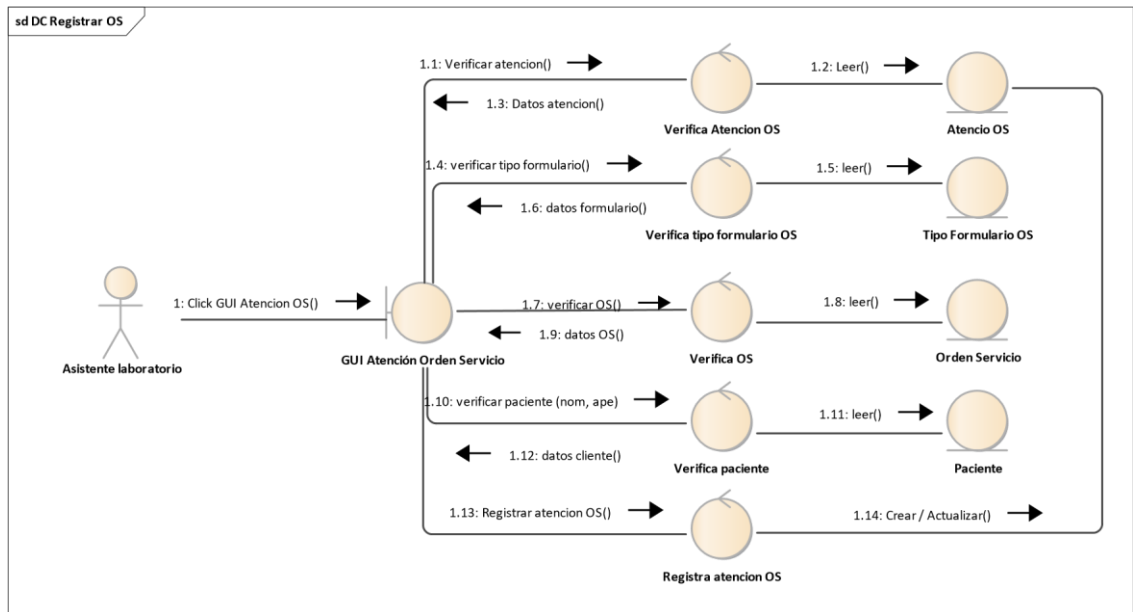 sd DC Registrar OS
1.1: Verificar atencion()
1.2: Leer()
1.3: Datos atencion()
Verifica Atencion OS
Atencio OS
1.4: verificar tipo formulario()
1.5: leer()
1.6: datos formulario()
Verifica tipo formulario OS
Tipo Formulario OS
1: Click GUI Atencion OS()
1.7: verificar OS()
1.8: leer()
1.9: datos OS()
Asistente laboratorio
GUI Atención Orden Servicio
Verifica OS
Orden Servicio
1.10: verificar paciente (nom, ape)
1.11: leer()
1.12: datos cliente()
Verifica paciente
Paciente
1.13: Registrar atencion OS()
1.14: Crear / Actualizar()
Registra atencion OS